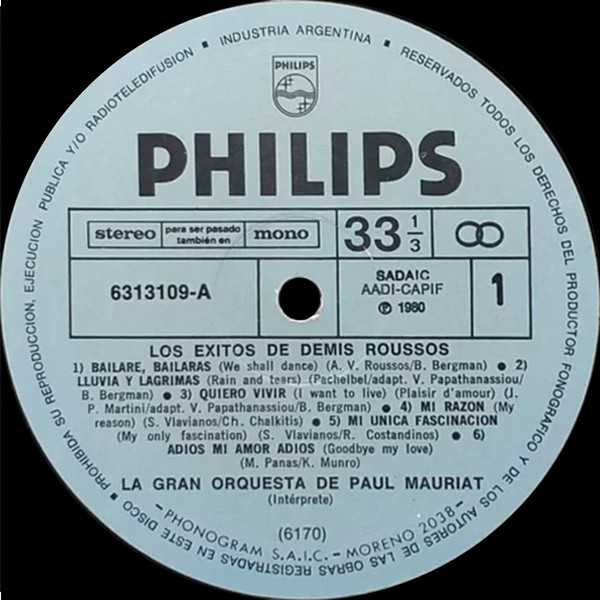 INDUSTRIA ARGENTINA ▪ RESERVADOS TODOS LOS DERECHOS DEL PRODUCTOR FONOGRAFICO Y DE LOS AUTORES DE LAS OBRAS REGISTRADAS EN ESTE DISCO ▪ PROHIBIDA SU REPRODUCCION, EJECUCION PUBLICA Y/O RADIOTELEDIFUSION ▪
PHILIPS
PHILIPS
stereo para ser pasado también en mono
33 1/3
6313109-A
SADAIC
AADI-CAPIF
℗ 1980
1
LOS EXITOS DE DEMIS ROUSSOS
1) BAILARE, BAILARAS (We shall dance) (A. V. Roussos/B. Bergman) ● 2)
LLUVIA Y LAGRIMAS (Rain and tears) (Pachelbel/adapt. V. Papathanassiou/
B. Bergman) ● 3) QUIERO VIVIR (I want to live) (Plaisir d'amour) (J.
P. Martini/adapt. V. Papathanassiou/B. Bergman) ● 4) MI RAZON (My
reason) (S. Vlavianos/Ch. Chalkitis) ● 5) MI UNICA FASCINACION
(My only fascination) (S. Vlavianos/R. Costandinos) ● 6)
ADIOS MI AMOR ADIOS (Goodbye my love)
(M. Panas/K. Munro)
LA GRAN ORQUESTA DE PAUL MAURIAT
(Intérprete)
(6170)
-PHONOGRAM S.A.I.C.- MORENO 2038-